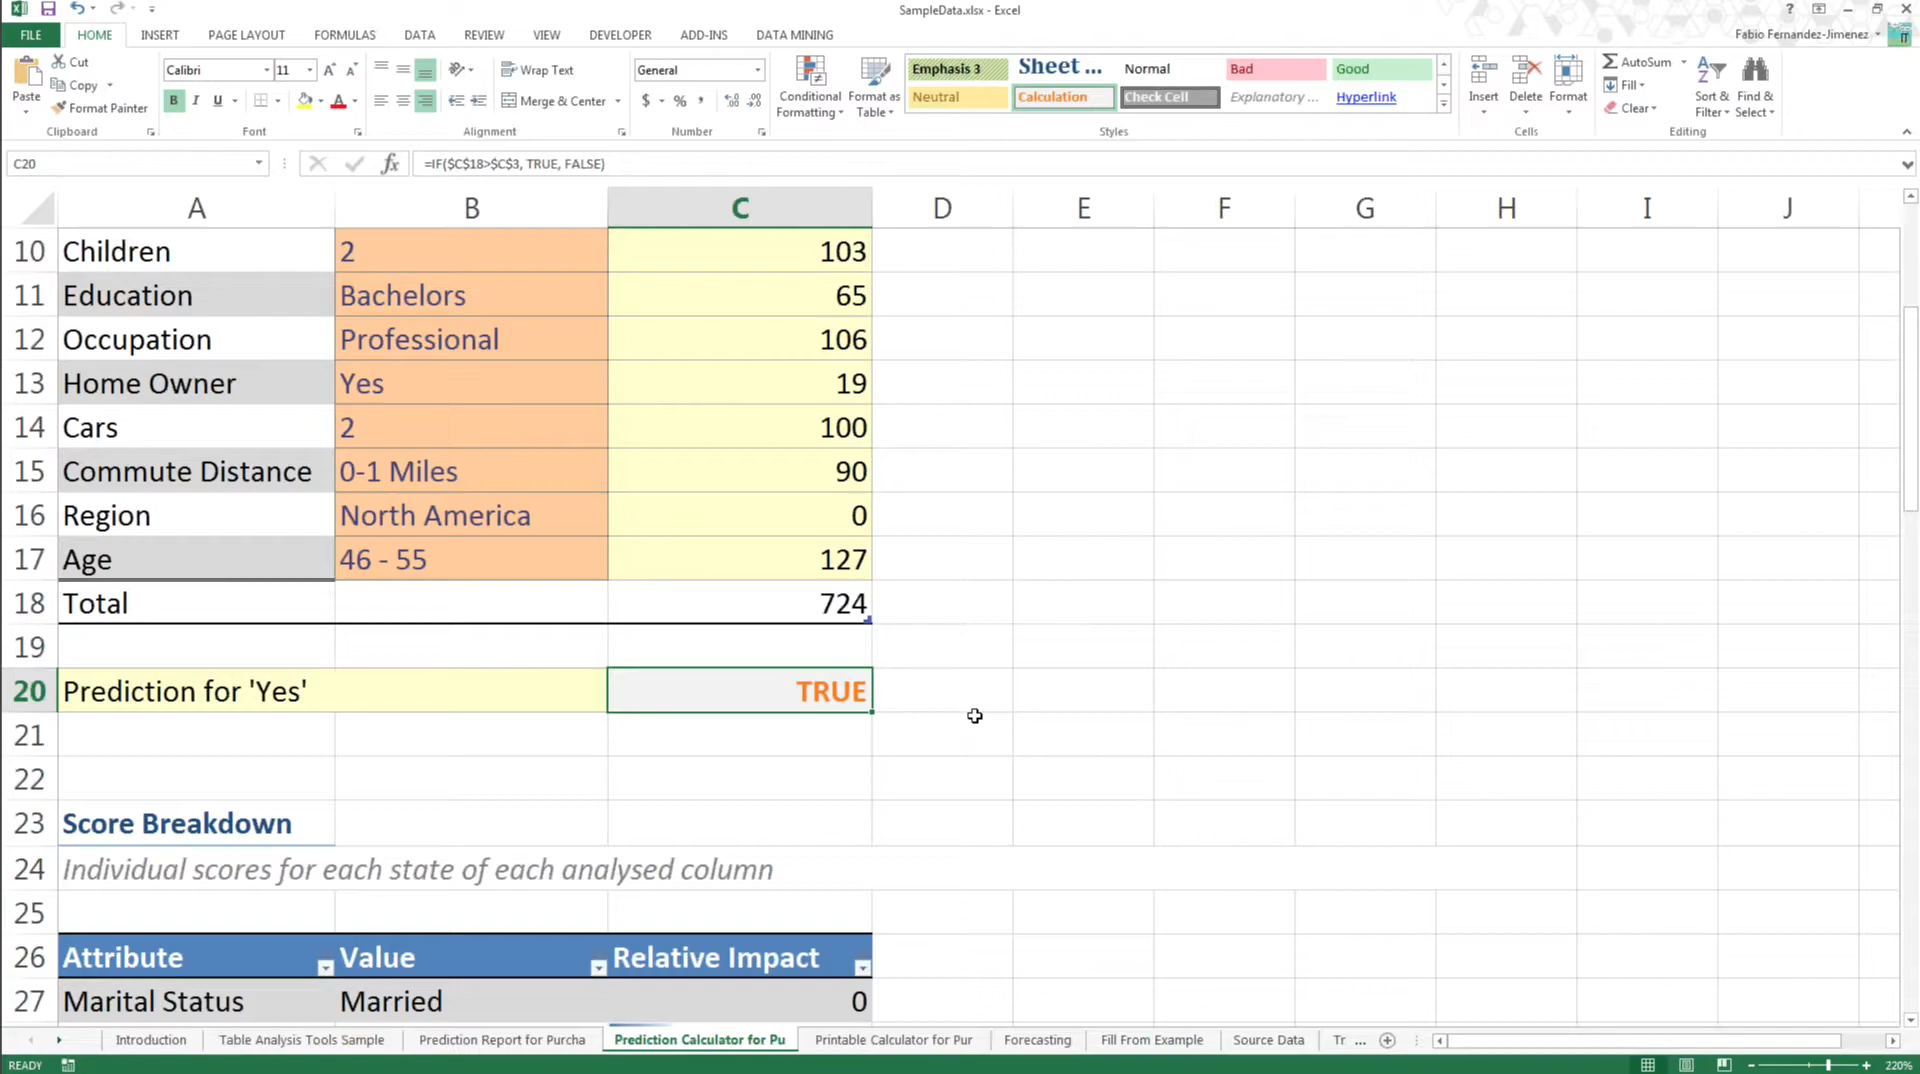 SampleData.xlsx - Excel
FILE HOME INSERT PAGE LAYOUT FORMULAS DATA REVIEW VIEW DEVELOPER ADD-INS DATA MINING Fabio Fernandez-Jimenez
Paste
Cut
Copy
Format Painter
Clipboard
Calibri 11
B I U
Font
Wrap Text
Merge & Center
Alignment
General
$ % ,
Number
Conditional Formatting
Format as Table
Emphasis 3 Sheet ... Normal Bad Good
Neutral Calculation Check Cell Explanatory ... Hyperlink
Styles
Insert Delete Format
Cells
AutoSum
Fill
Clear
Sort & Filter
Find & Select
Editing
C20 fx =IF($C$18>$C$3, TRUE, FALSE)
A B C D E F G H I J
10 Children 2 103
11 Education Bachelors 65
12 Occupation Professional 106
13 Home Owner Yes 19
14 Cars 2 100
15 Commute Distance 0-1 Miles 90
16 Region North America 0
17 Age 46 - 55 127
18 Total 724
19
20 Prediction for 'Yes' TRUE
21
22
23 Score Breakdown
24 Individual scores for each state of each analysed column
25
26 Attribute Value Relative Impact
27 Marital Status Married 0
Introduction Table Analysis Tools Sample Prediction Report for Purcha Prediction Calculator for Pu Printable Calculator for Pur Forecasting Fill From Example Source Data Tr ...
READY 220%